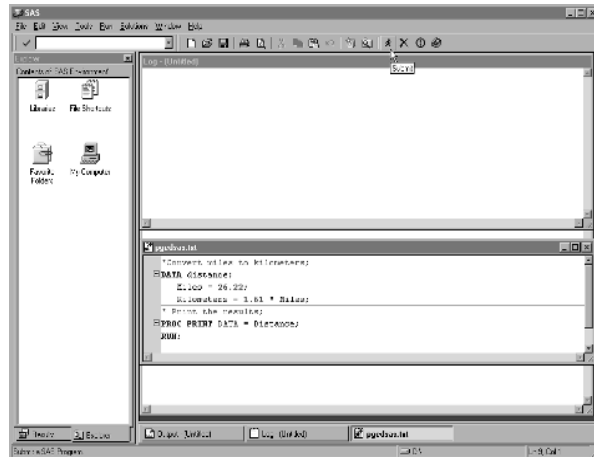 SAS
File Edit View Tools Run Solutions Window Help
Explorer
Contents of 'SAS Environment'
Libraries File Shortcuts
Favorite Folders My Computer
Log - (Untitled)
Submit
pgedsas.txt
*Convert miles to kilometers;
DATA distance;
Miles = 26.22;
Kilometers = 1.61 * Miles;
* Print the results;
PROC PRINT DATA = Distance;
RUN;
Results Explorer
Output - (Untitled) Log - (Untitled) pgedsas.txt
Submit a SAS Program